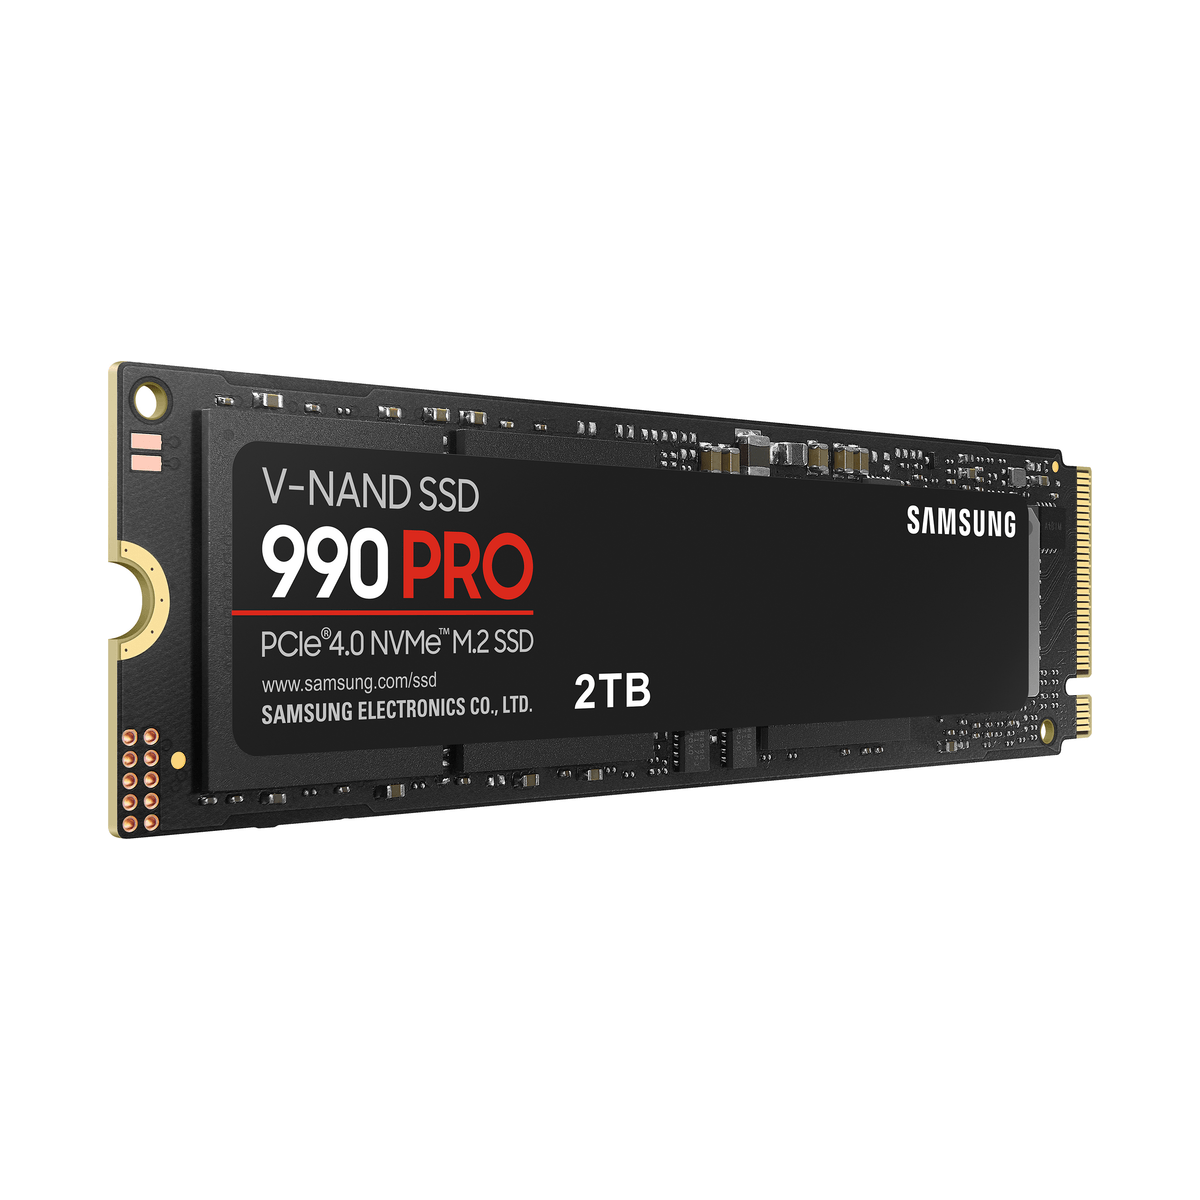 V-NAND SSD
990 PRO
PCIe® 4.0 NVMe™ M.2 SSD
www.samsung.com/ssd
SAMSUNG ELECTRONICS CO., LTD.
2TB
SAMSUNG